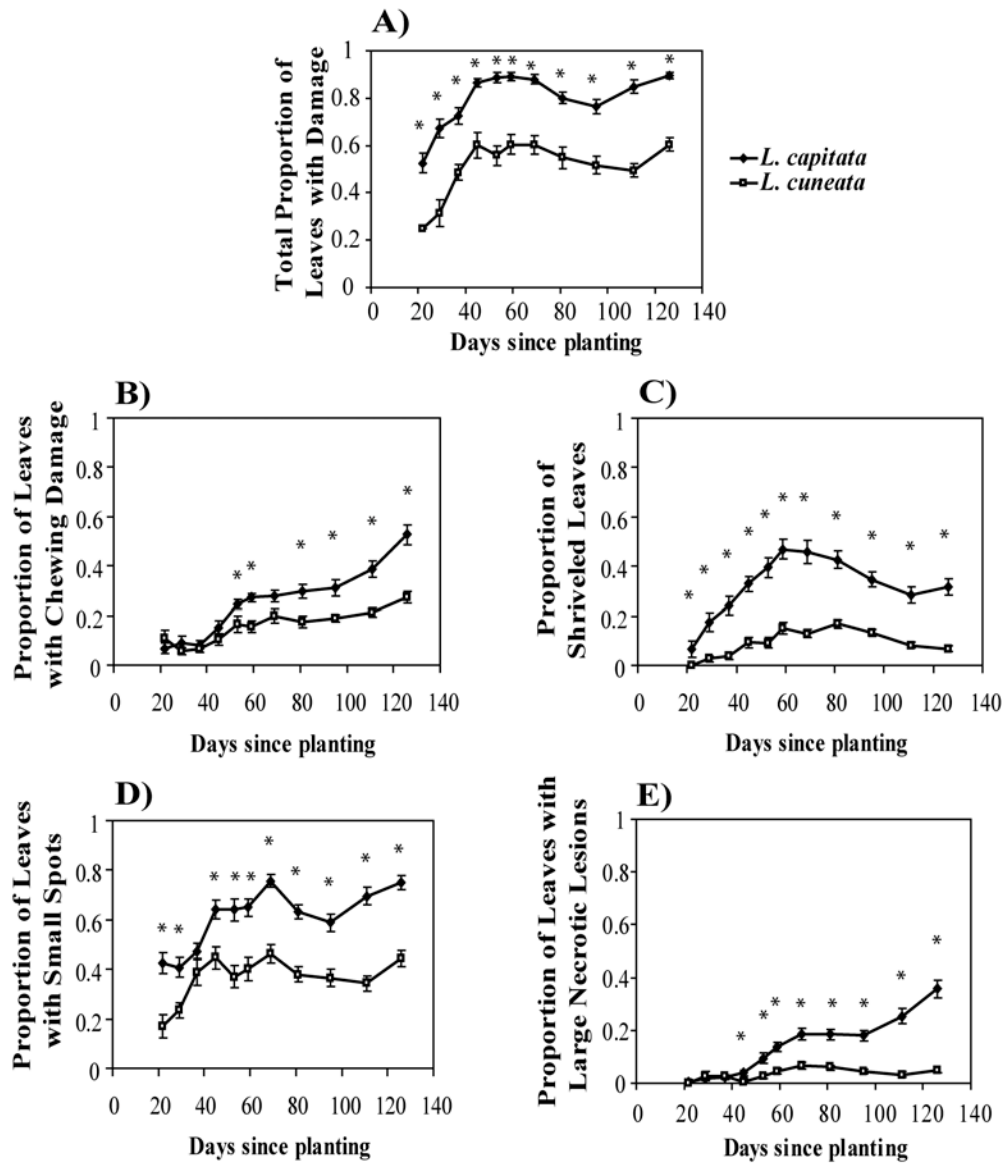 A)
Total Proportion of
Leaves with Damage
1
0.8
0.6
0.4
0.2
0
* * * * * * * * * * *
0 20 40 60 80 100 120 140
Days since planting
L. capitata
L. cuneata
B)
Proportion of Leaves
with Chewing Damage
1
0.8
0.6
0.4
0.2
0
* * * * * *
0 20 40 60 80 100 120 140
Days since planting
C)
Proportion of
Shriveled Leaves
1
0.8
0.6
0.4
0.2
0
* * * * * * * * * * *
0 20 40 60 80 100 120 140
Days since planting
D)
Proportion of Leaves
with Small Spots
1
0.8
0.6
0.4
0.2
0
* * * * * * * * * *
0 20 40 60 80 100 120 140
Days since planting
E)
Proportion of Leaves with
Large Necrotic Lesions
1
0.8
0.6
0.4
0.2
0
* * * * * * * *
0 20 40 60 80 100 120 140
Days since planting